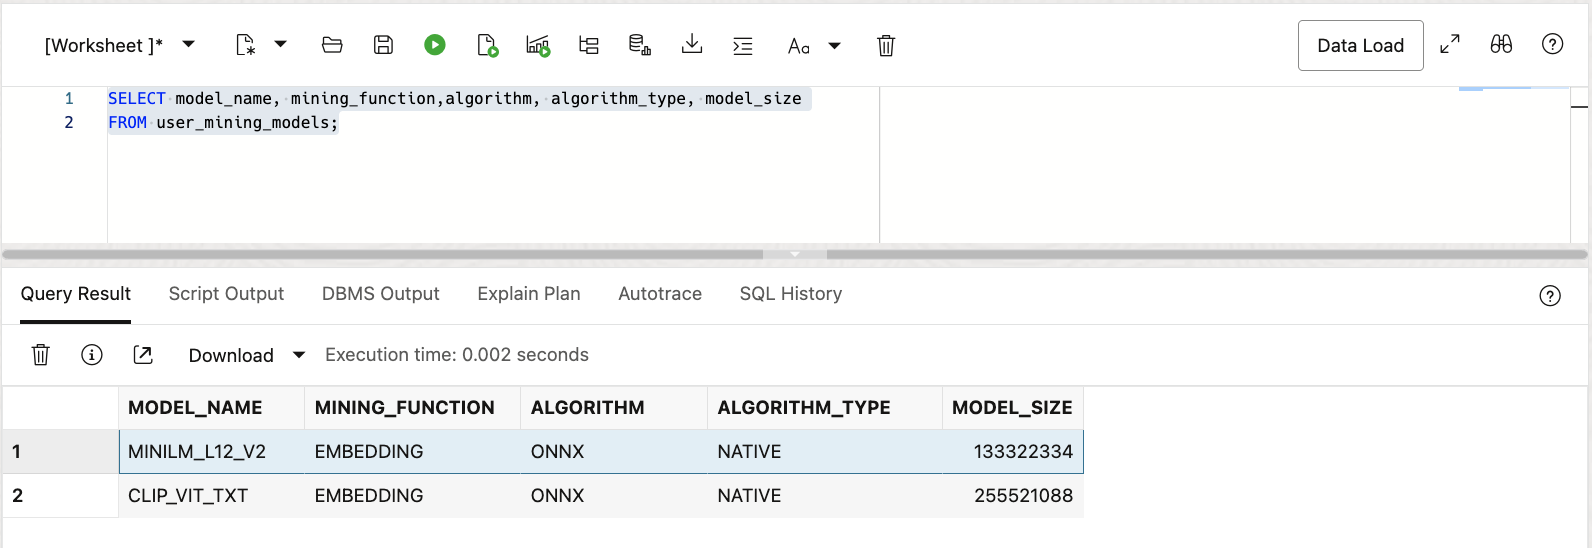 [Worksheet ]*
Aa
Data Load
1 SELECT model_name, mining_function,algorithm, algorithm_type, model_size
2 FROM user_mining_models;
Query Result Script Output DBMS Output Explain Plan Autotrace SQL History
Download Execution time: 0.002 seconds
MODEL_NAME MINING_FUNCTION ALGORITHM ALGORITHM_TYPE MODEL_SIZE
1 MINILM_L12_V2 EMBEDDING ONNX NATIVE 133322334
2 CLIP_VIT_TXT EMBEDDING ONNX NATIVE 255521088